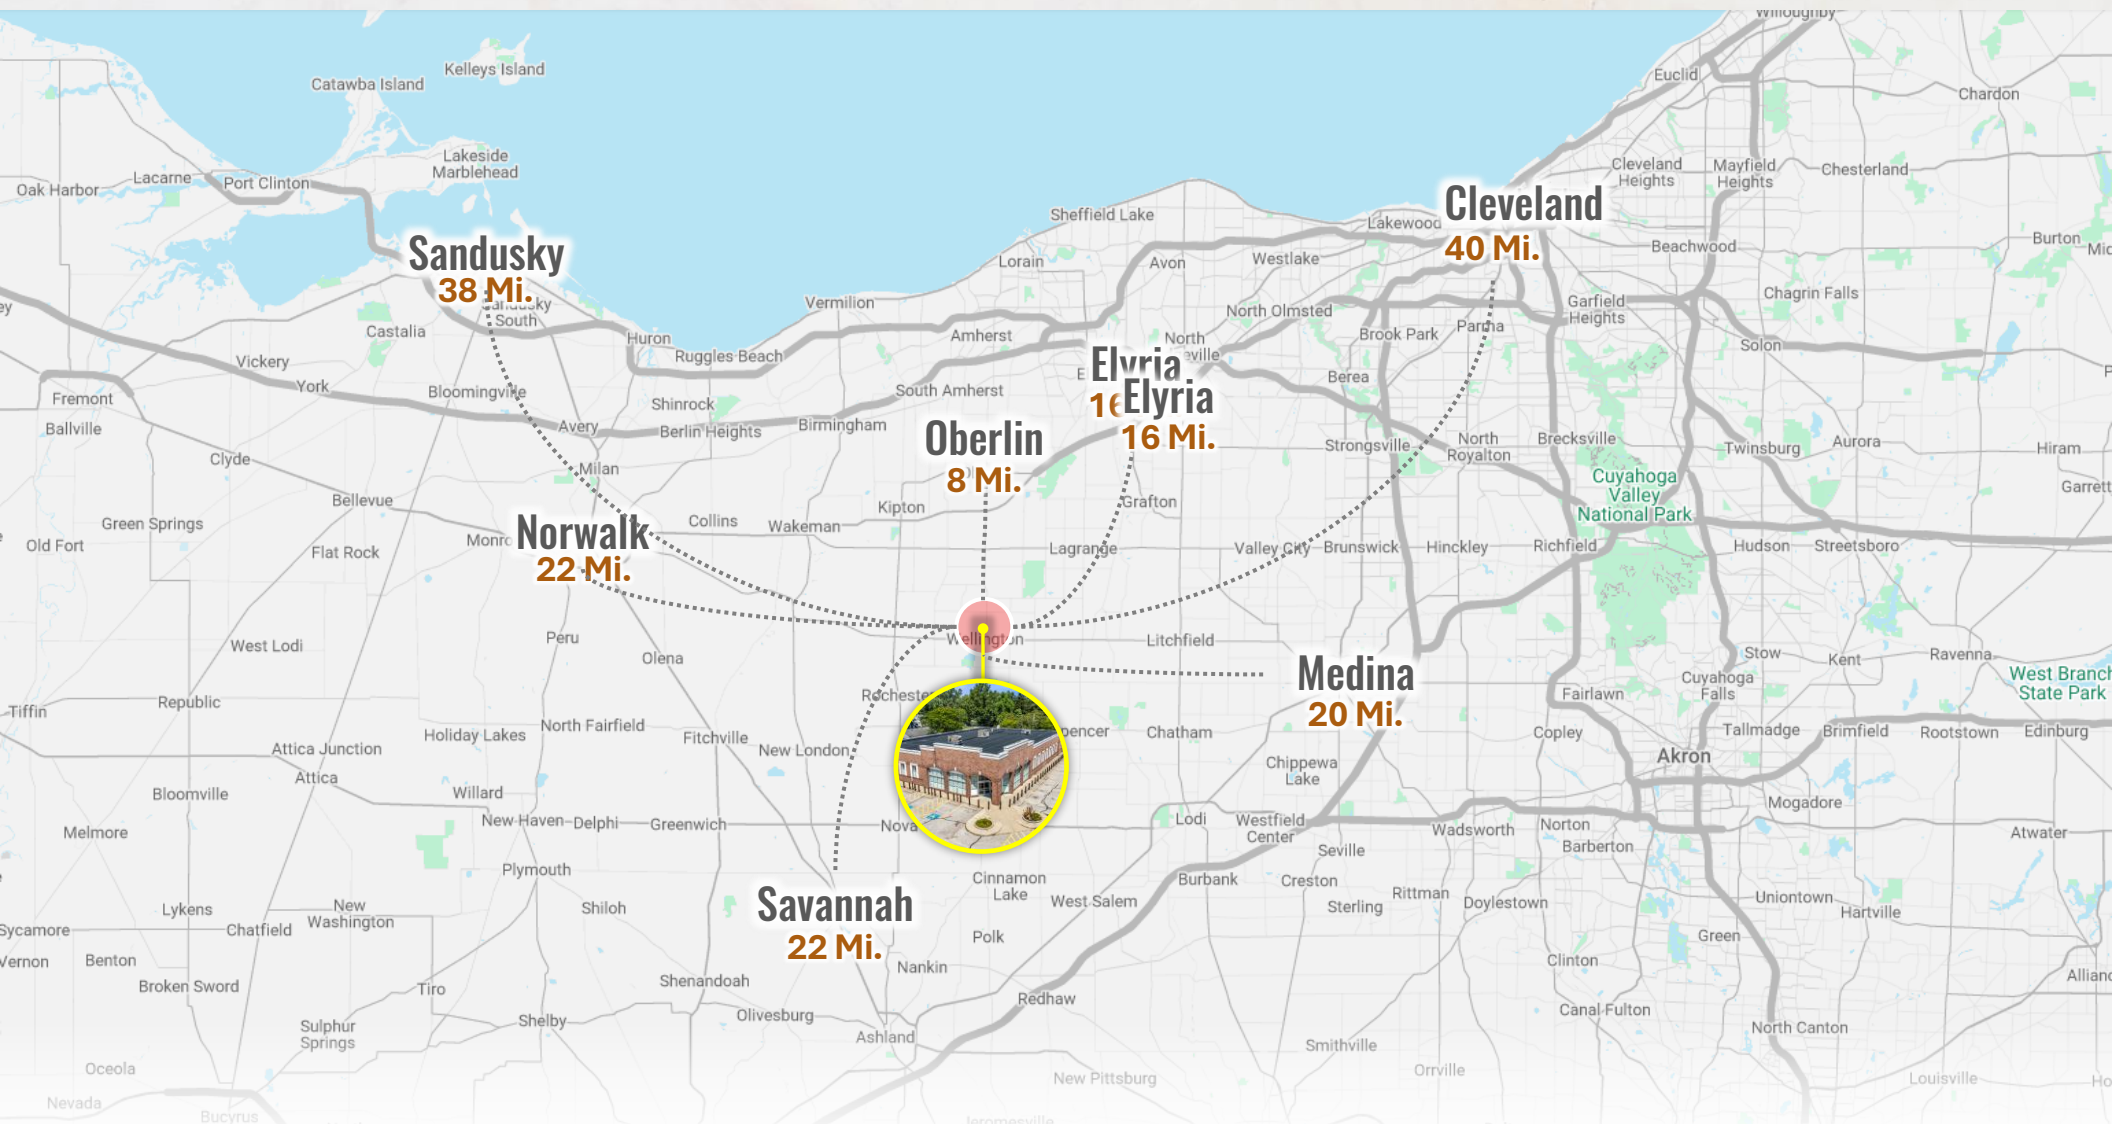 Willoughby
Kelleys Island
Catawba Island
Euclid
Chardon
Lakeside
Marblehead
Cleveland
Heights
Mayfield
Heights
Chesterland
Oak Harbor
Lacarne
Port Clinton
Cleveland
40 Mi.
Sheffield Lake
Lakewood
Burton
Beachwood
Sandusky
38 Mi.
South
Lorain
Avon
Westlake
Vermilion
Chagrin Falls
Garfield
Heights
North Olmsted
Castalia
Huron
Amherst
North
Brook Park
Parma
Solon
Ruggles Beach
Vickery
York
Elyria
16
Elyria
16 Mi.
Berea
Fremont
Bloomingville
Shinrock
South Amherst
Ballville
Avery
Berlin Heights
Birmingham
Oberlin
8 Mi.
Strongsville
North
Royalton
Brecksville
Twinsburg
Aurora
Hiram
Clyde
Milan
Cuyahoga
Valley
National Park
Bellevue
Kipton
Grafton
Green Springs
Collins
Wakeman
Norwalk
22 Mi.
Old Fort
Flat Rock
Lagrange
Valley City
Brunswick
Hinckley
Richfield
Hudson
Streetsboro
Wellington
Litchfield
Peru
West Lodi
Olena
Stow
Kent
Ravenna
Medina
20 Mi.
Cuyahoga
Falls
Fairlawn
West Branch
State Park
Republic
Tiffin
Rochester
North Fairfield
Holiday Lakes
Fitchville
New London
Spencer
Chatham
Copley
Tallmadge
Brimfield
Rootstown
Edinburg
Attica Junction
Attica
Akron
Chippewa
Lake
Bloomville
Willard
Mogadore
New Haven
Delphi
Greenwich
Nova
Lodi
Westfield
Center
Wadsworth
Norton
Melmore
Atwater
Barberton
Seville
Plymouth
Cinnamon
Lake
Burbank
Creston
Rittman
Doylestown
Uniontown
Hartville
Savannah
22 Mi.
West Salem
Sterling
Lykens
New
Washington
Shiloh
Sycamore
Chatfield
Polk
Green
Benton
Nankin
Clinton
Broken Sword
Tiro
Shenandoah
Redhaw
Canal Fulton
Shelby
Olivesburg
Sulphur
Springs
Ashland
North Canton
Smithville
Oceola
New Pittsburg
Orrville
Louisville
Nevada
Bucyrus
Jeromesville